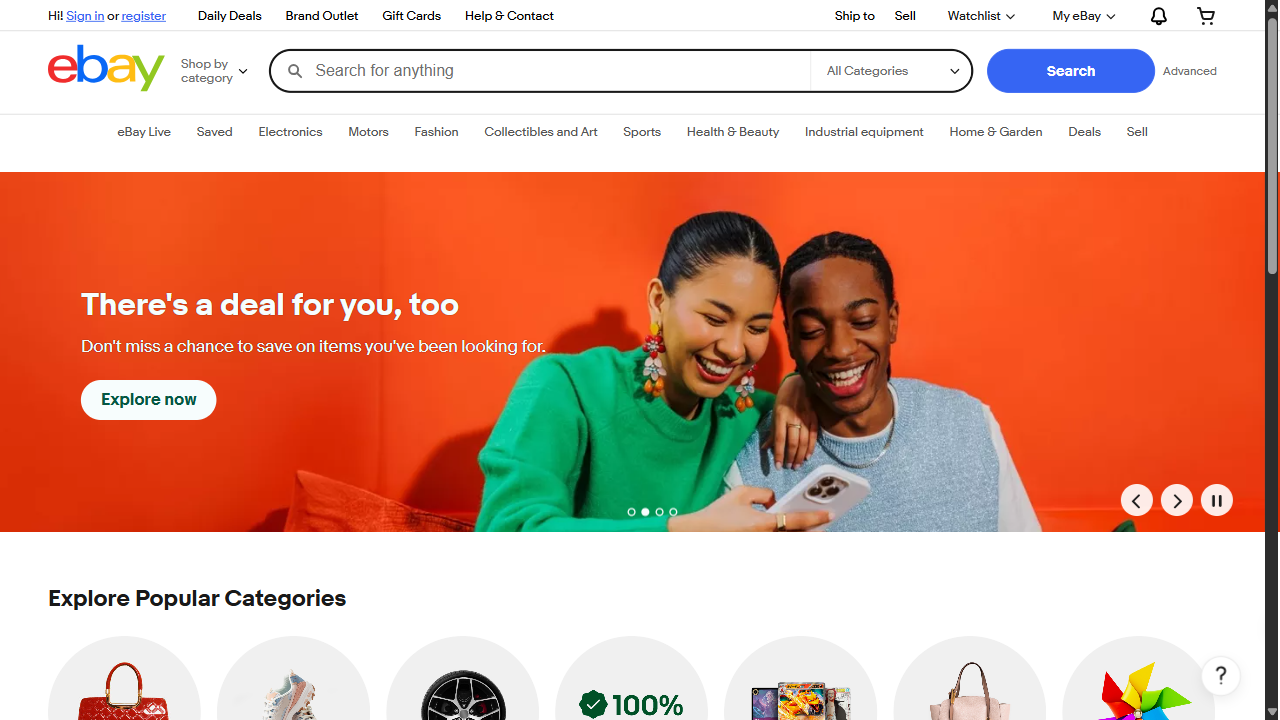 Hi! Sign in or register
Daily Deals
Brand Outlet
Gift Cards
Help & Contact
Ship to
Sell
Watchlist
My eBay
ebay
Shop by
category
Search for anything
All Categories
Search
Advanced
eBay Live
Saved
Electronics
Motors
Fashion
Collectibles and Art
Sports
Health & Beauty
Industrial equipment
Home & Garden
Deals
Sell
There's a deal for you, too
Don't miss a chance to save on items you've been looking for.
Explore now
Explore Popular Categories
100%
?